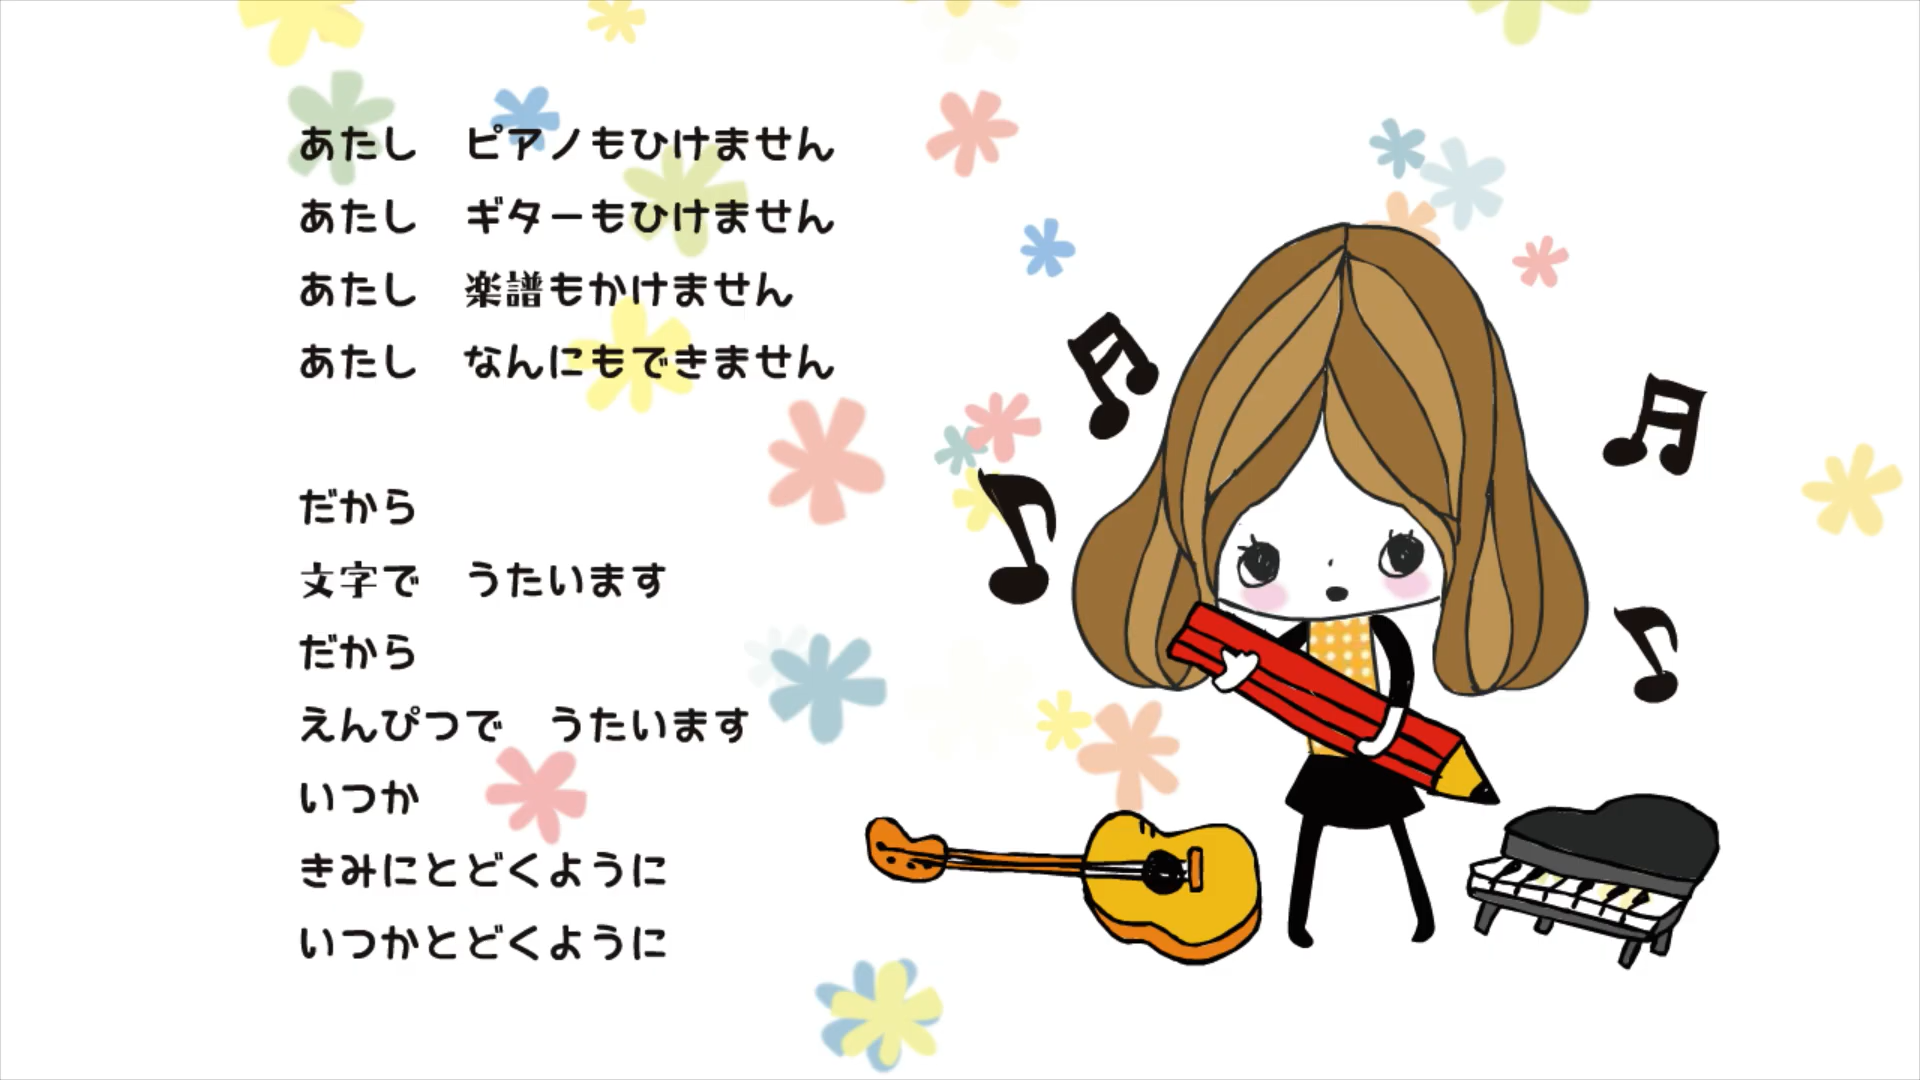 あたし　ピアノもひけません
あたし　ギターもひけません
あたし　楽譜もかけません
あたし　なんにもできません
だから
文字で　うたいます
だから
えんぴつで　うたいます
いつか
きみにとどくように
いつかとどくように